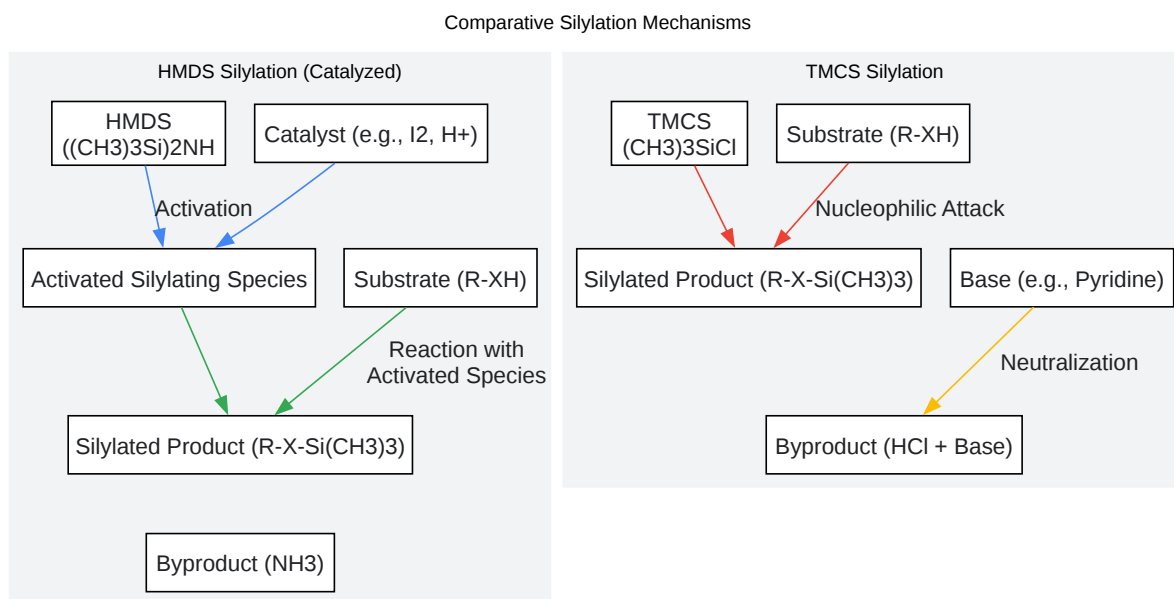 Comparative Silylation Mechanisms
HMDS Silylation (Catalyzed)
HMDS
((CH3)3Si)2NH
Catalyst (e.g., I2, H+)
Activation
Activated Silylating Species
Substrate (R-XH)
Reaction with
Activated Species
Silylated Product (R-X-Si(CH3)3)
Byproduct (NH3)
TMCS Silylation
TMCS
(CH3)3SiCl
Substrate (R-XH)
Nucleophilic Attack
Silylated Product (R-X-Si(CH3)3)
Base (e.g., Pyridine)
Neutralization
Byproduct (HCl + Base)